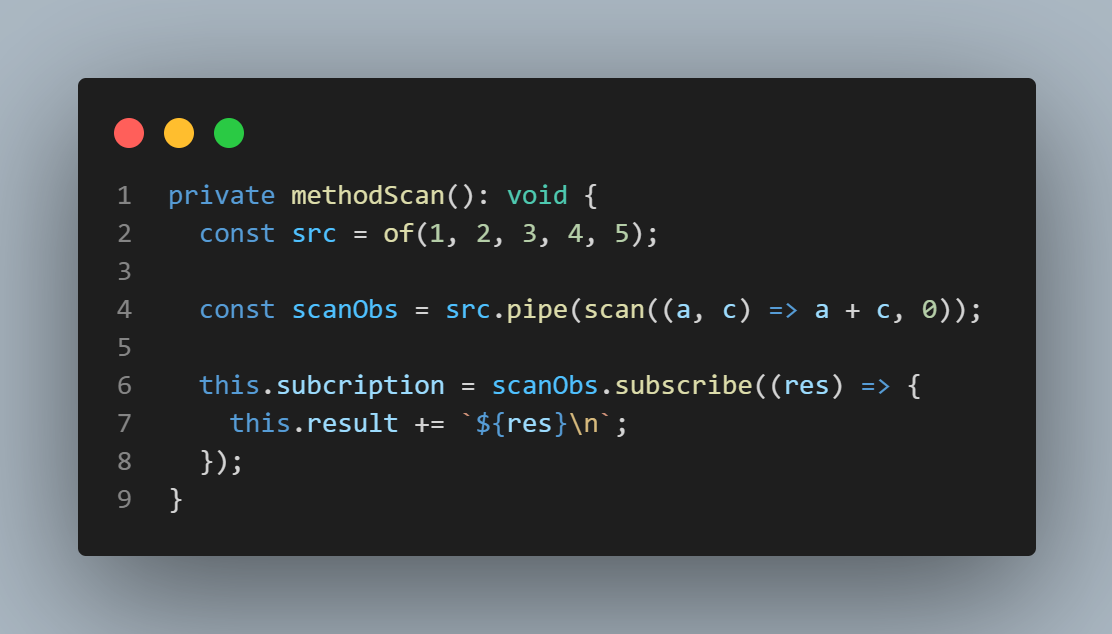 1 private methodScan(): void {
2   const src = of(1, 2, 3, 4, 5);
3
4   const scanObs = src.pipe(scan((a, c) => a + c, 0));
5
6   this.subcription = scanObs.subscribe((res) => {
7     this.result += `${res}\n`;
8   });
9 }